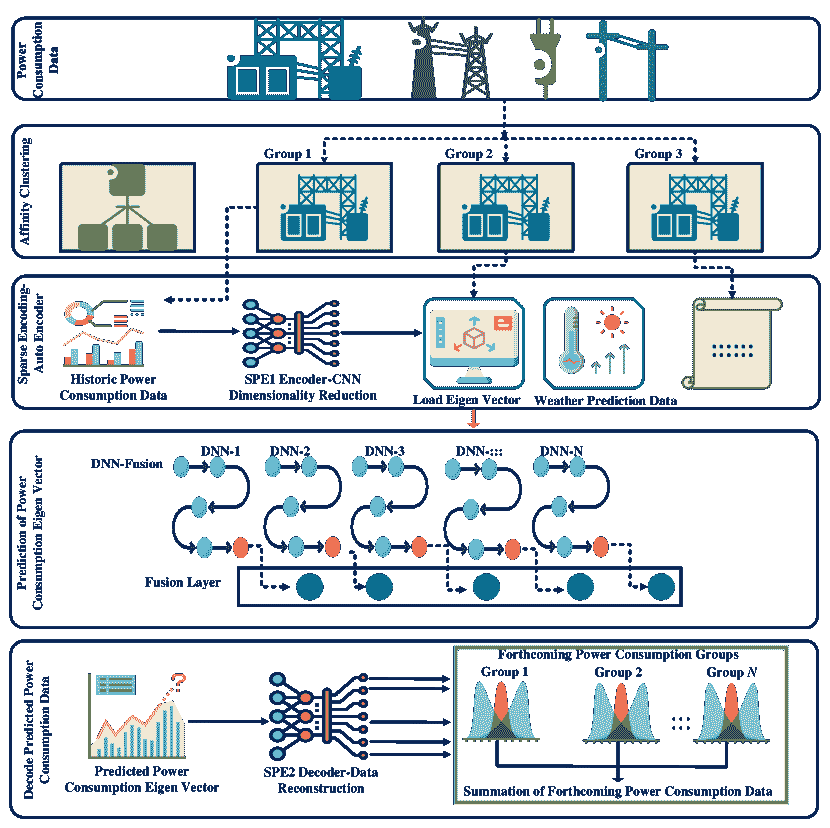 Power
Consumption
Data
Affinity Clustering
Group 1
Group 2
Group 3
Sparse Encoding-
Auto Encoder
Historic Power
Consumption Data
SPE1 Encoder-CNN
Dimensionality Reduction
Load Eigen Vector
Weather Prediction Data
Prediction of Power
Consumption Eigen Vector
DNN-Fusion
DNN-1
DNN-2
DNN-3
DNN-:::
DNN-N
Fusion Layer
Decode Predicted Power
Consumption Data
?
Predicted Power
Consumption Eigen Vector
SPE2 Decoder-Data
Reconstruction
Forthcoming Power Consumption Groups
Group 1
Group 2
Group N
Summation of Forthcoming Power Consumption Data